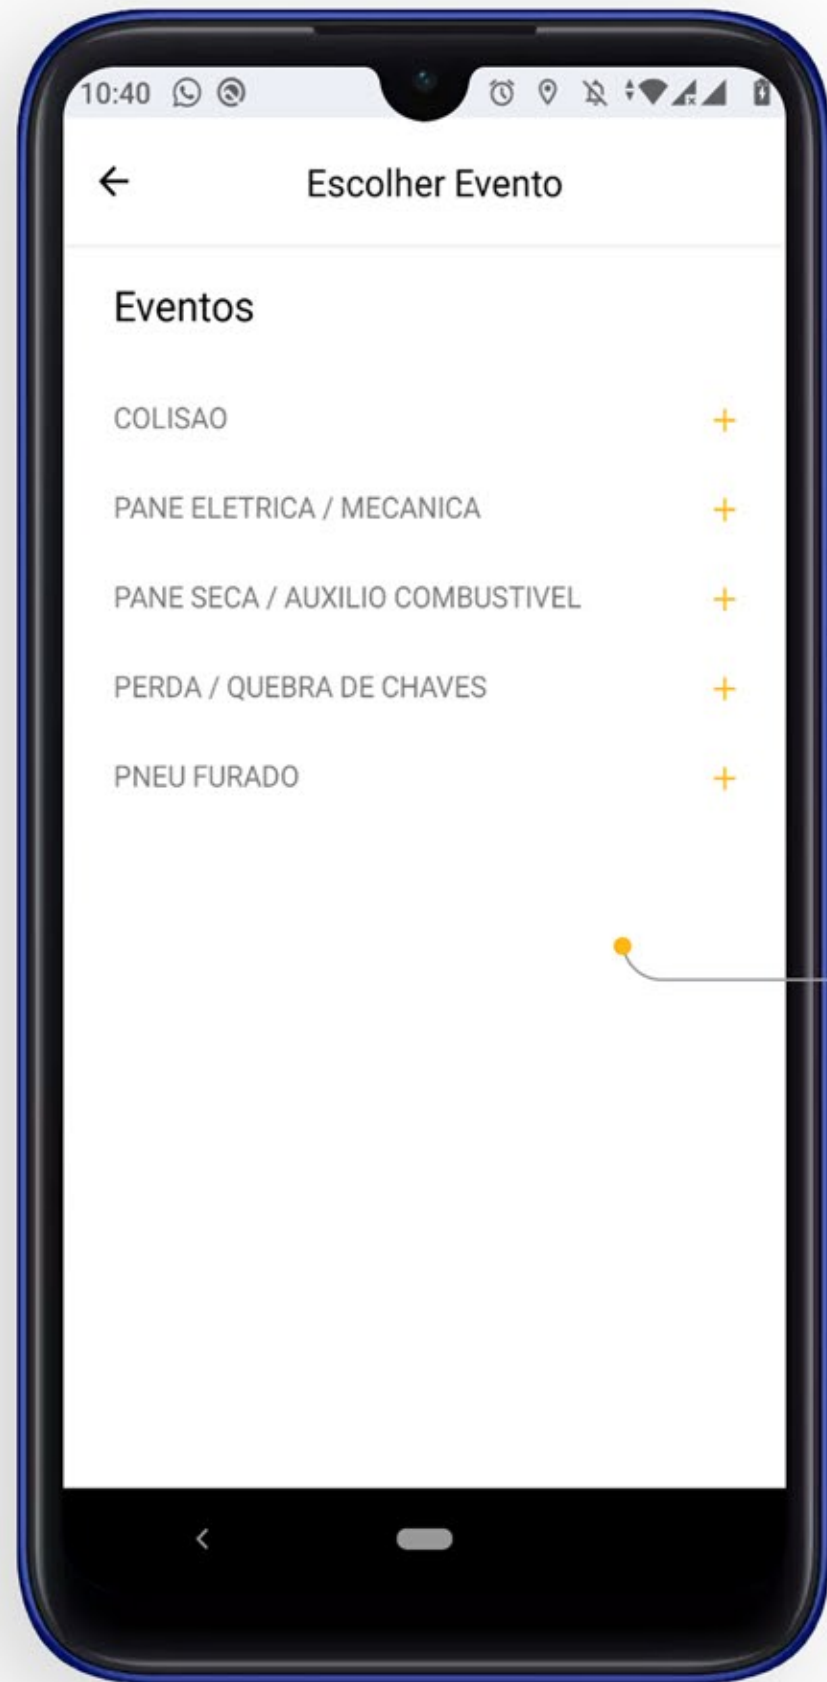 10:40
Escolher Evento
Eventos
COLISAO
PANE ELETRICA / MECANICA
PANE SECA / AUXILIO COMBUSTIVEL
PERDA / QUEBRA DE CHAVES
PNEU FURADO